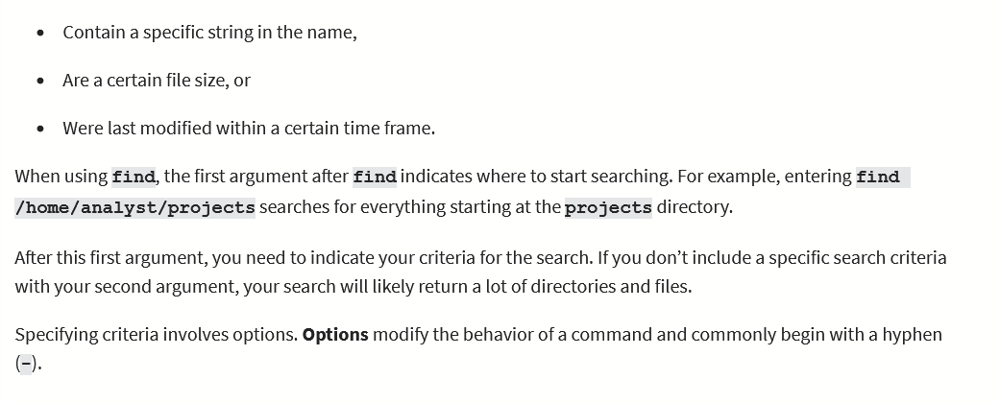 • Contain a specific string in the name,
• Are a certain file size, or
• Were last modified within a certain time frame.
When using find, the first argument after find indicates where to start searching. For example, entering find
/home/analyst/projects searches for everything starting at the projects directory.
After this first argument, you need to indicate your criteria for the search. If you don’t include a specific search criteria
with your second argument, your search will likely return a lot of directories and files.
Specifying criteria involves options. Options modify the behavior of a command and commonly begin with a hyphen
(-).